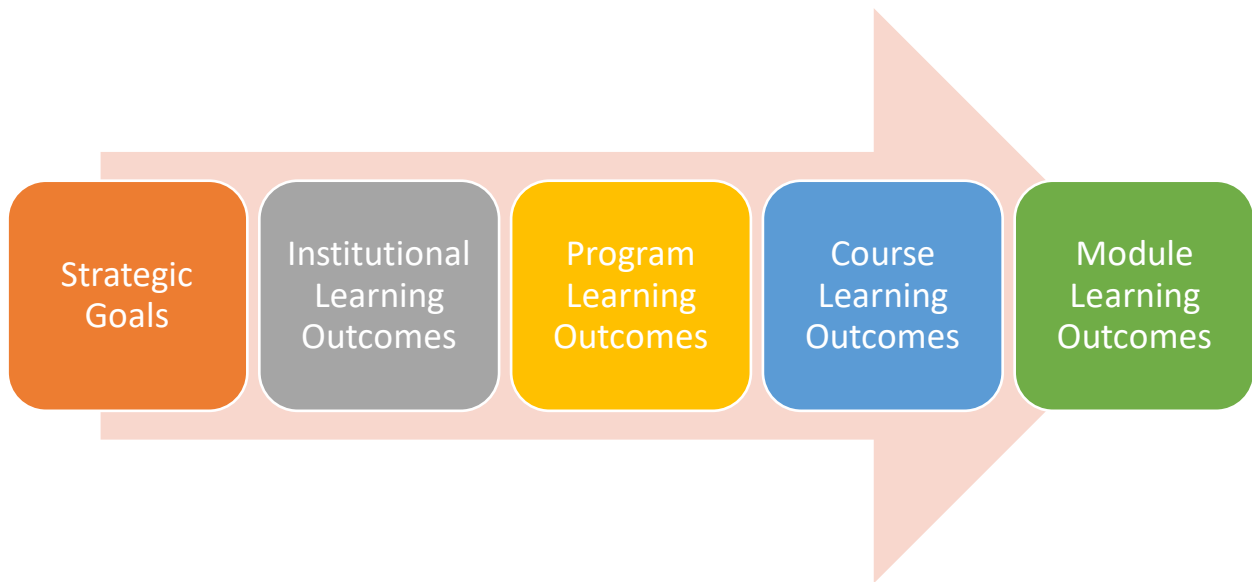 Strategic
Goals
Institutional
Learning
Outcomes
Program
Learning
Outcomes
Course
Learning
Outcomes
Module
Learning
Outcomes